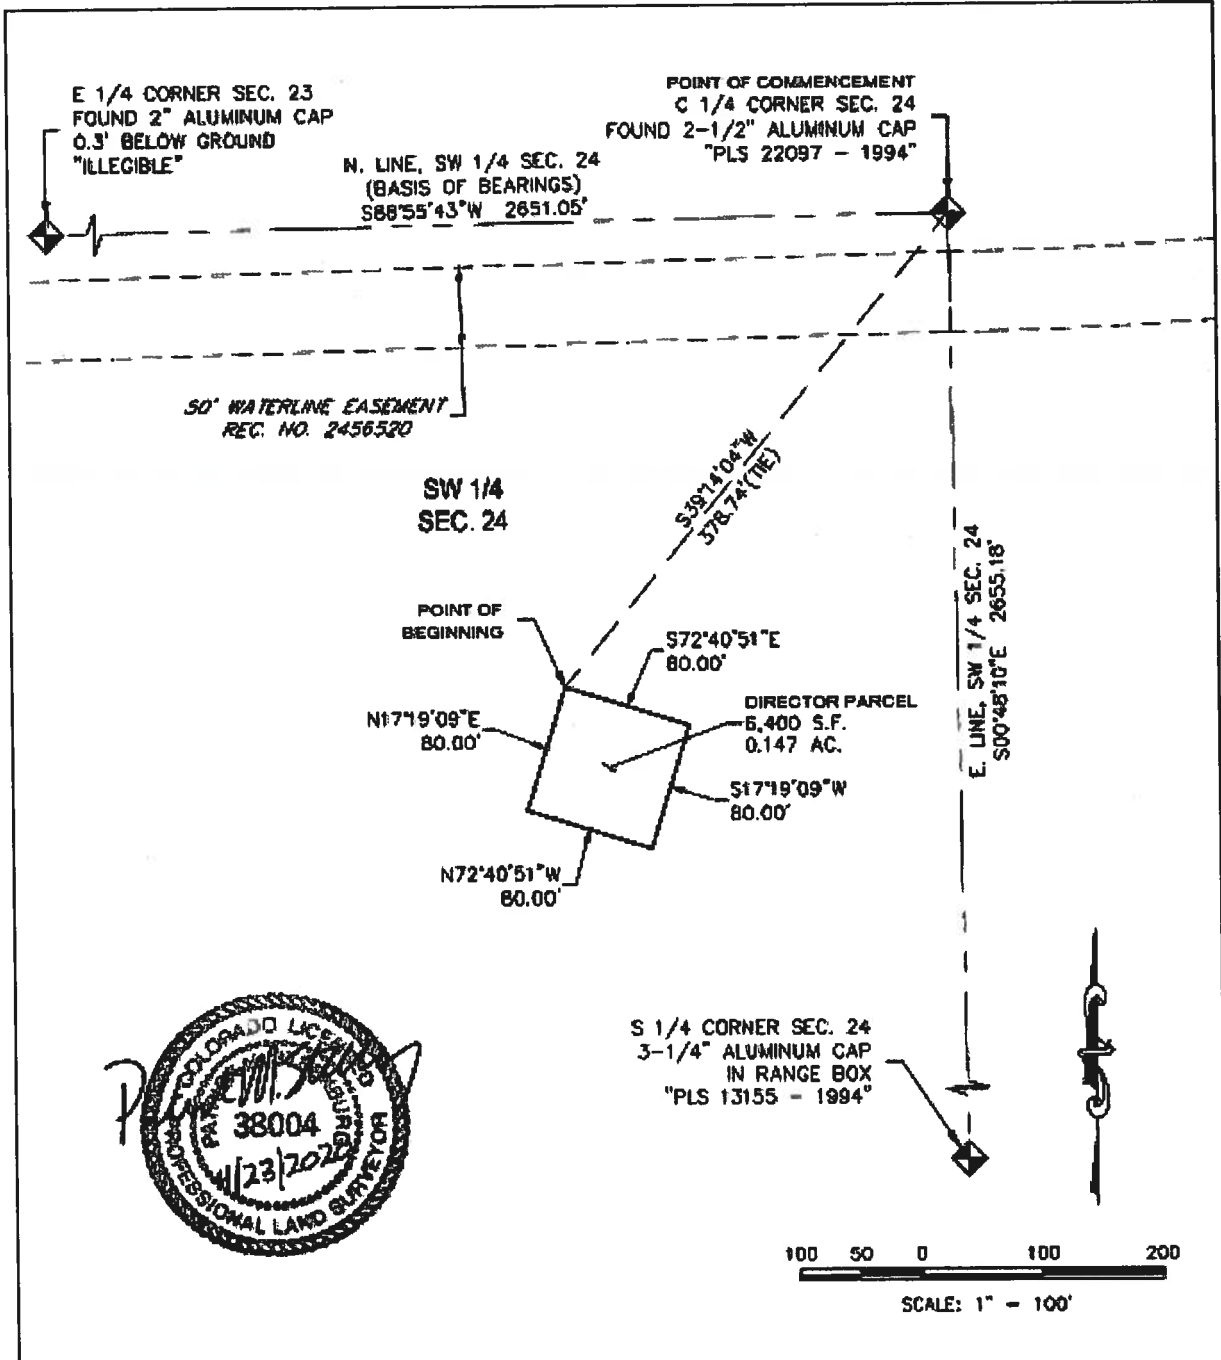 E 1/4 CORNER SEC. 23
FOUND 2" ALUMINUM CAP
0.3' BELOW GROUND
"ILLEGIBLE"
POINT OF COMMENCEMENT
C 1/4 CORNER SEC. 24
FOUND 2-1/2" ALUMINUM CAP
"PLS 22097 - 1994"
N. LINE, SW 1/4 SEC. 24
(BASIS OF BEARINGS)
S88°55'43"W 2651.05'
50' WATERLINE EASEMENT
REC. NO. 2456520
SW 1/4
SEC. 24
S39°14'04"W
378.74'(TIE)
E. LINE, SW 1/4 SEC. 24
S00°48'10"E 2655.18'
POINT OF
BEGINNING
S72°40'51"E
80.00'
N17°19'09"E
80.00'
DIRECTOR PARCEL
6,400 S.F.
0.147 AC.
S17°19'09"W
80.00'
N72°40'51"W
80.00'
S 1/4 CORNER SEC. 24
3-1/4" ALUMINUM CAP
IN RANGE BOX
"PLS 13155 - 1994"
COLORADO LICENSED
38004
PROFESSIONAL LAND SURVEYOR
100 50 0 100 200
SCALE: 1" = 100'